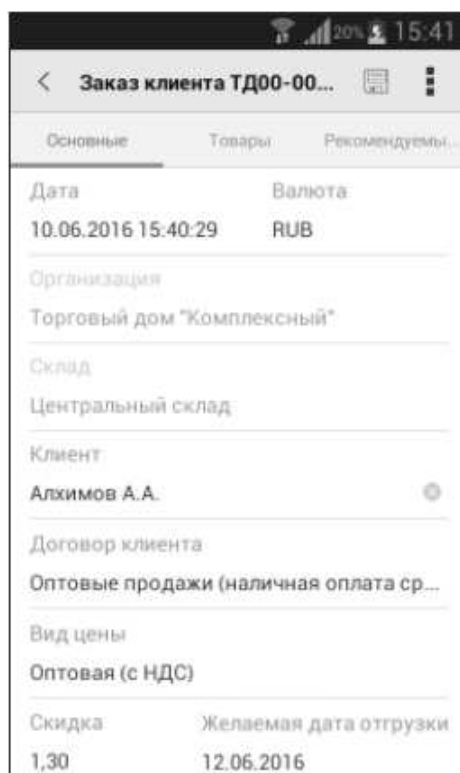 20% 15:41
Заказ клиента ТД00-00...
Основные Товары Рекомендуемы...
Дата Валюта
10.06.2016 15:40:29 RUB
Организация
Торговый дом "Комплексный"
Склад
Центральный склад
Клиент
Алхимов А.А.
Договор клиента
Оптовые продажи (наличная оплата ср...
Вид цены
Оптовая (с НДС)
Скидка Желаемая дата отгрузки
1,30 12.06.2016